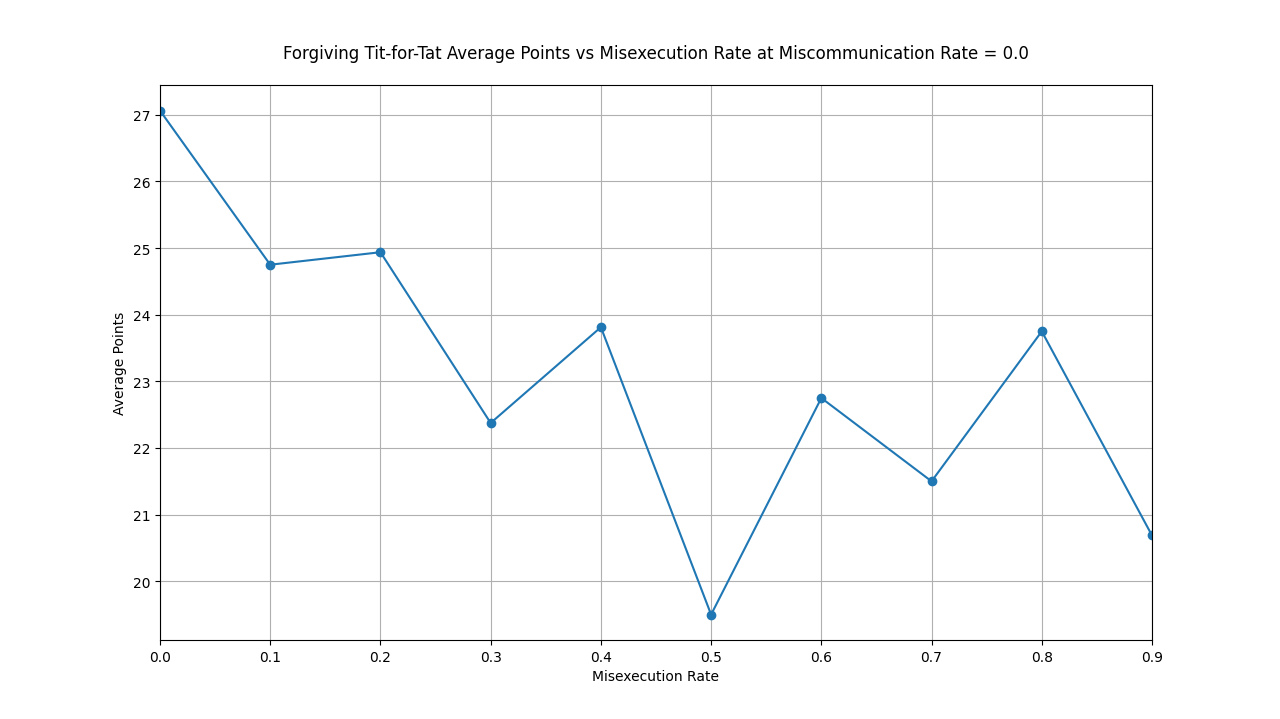 Forgiving Tit-for-Tat Average Points vs Misexecution Rate at Miscommunication Rate = 0.0
27
26
25
24
23
22
21
20
Average Points
0.0 0.1 0.2 0.3 0.4 0.5 0.6 0.7 0.8 0.9
Misexecution Rate